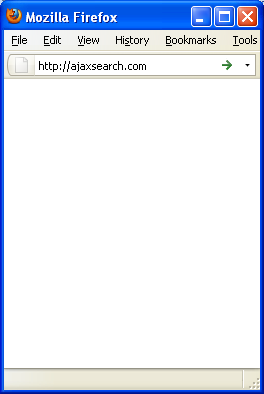 Mozilla Firefox
File Edit View History Bookmarks Tools
http://ajaxsearch.com